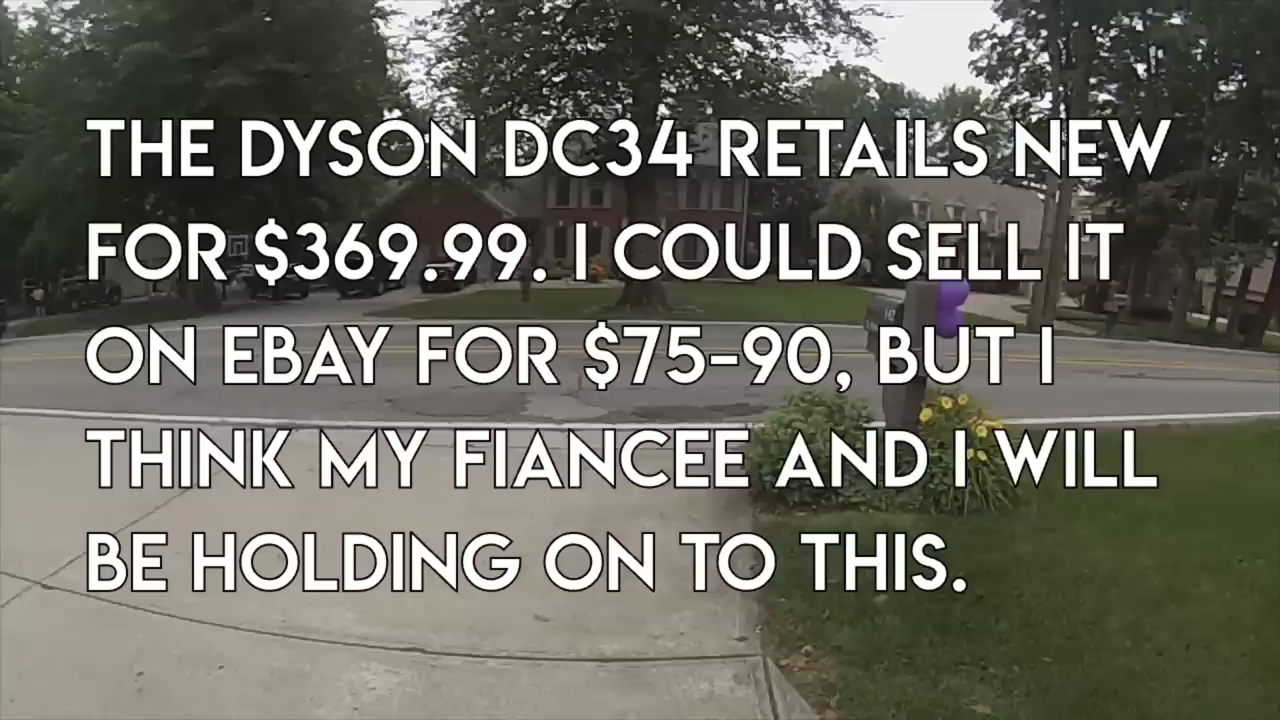 THE DYSON DC34 RETAILS NEW
FOR $369.99. I COULD SELL IT
ON EBAY FOR $75-90, BUT I
THINK MY FIANCEE AND I WILL
BE HOLDING ON TO THIS.